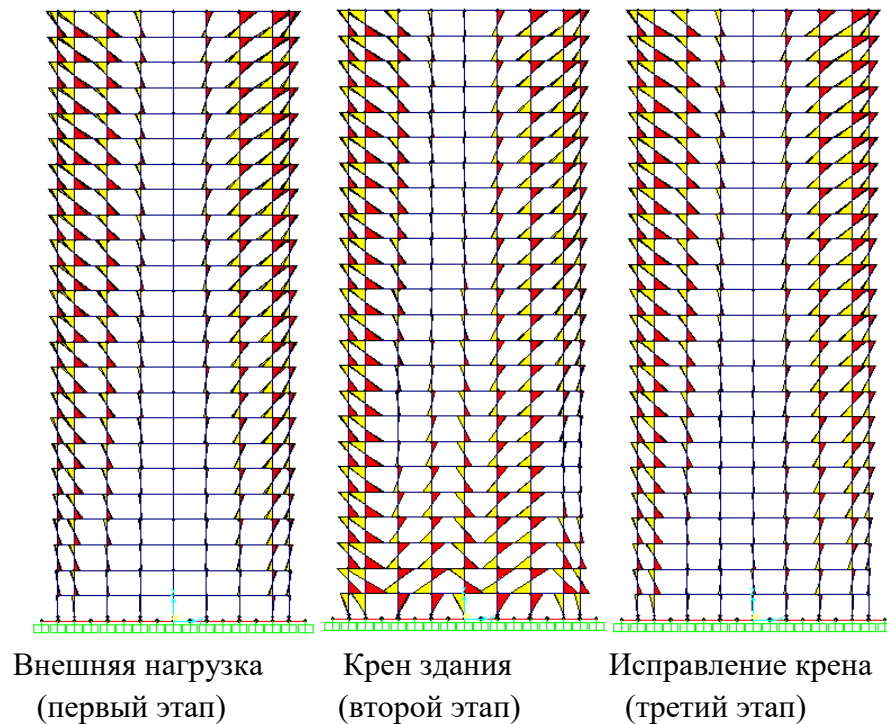 Внешняя нагрузка
(первый этап)
Крен здания
(второй этап)
Исправление крена
(третий этап)